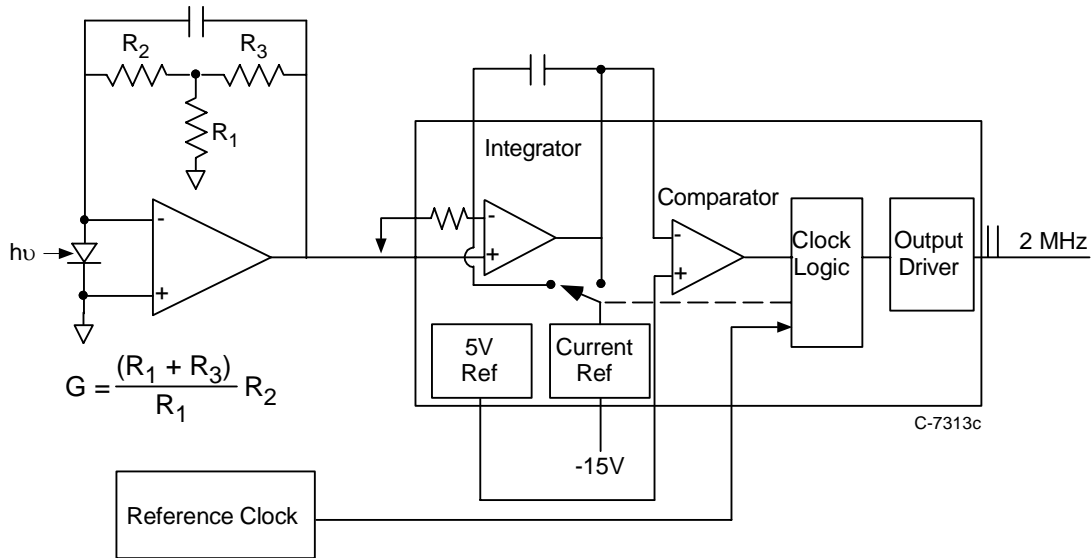 R2
R3
R1
-
+
hυ
G = (R1 + R3) / R1 R2
Integrator
-
+
Comparator
-
+
Clock
Logic
Output
Driver
2 MHz
5V
Ref
Current
Ref
-15V
C-7313c
Reference Clock